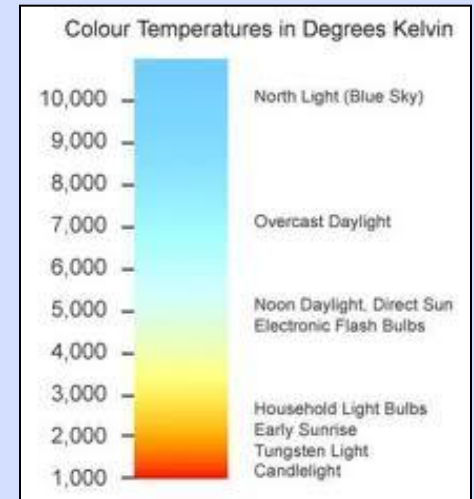 Colour Temperatures in Degrees Kelvin
10,000 North Light (Blue Sky)
9,000
8,000
7,000 Overcast Daylight
6,000
5,000 Noon Daylight, Direct Sun
Electronic Flash Bulbs
4,000
3,000
Household Light Bulbs
2,000 Early Sunrise
Tungsten Light
1,000 Candlelight